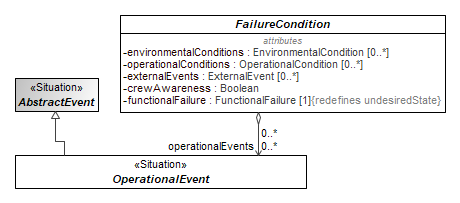 FailureCondition
attributes
-environmentalConditions : EnvironmentalCondition [0..*]
-operationalConditions : OperationalCondition [0..*]
-externalEvents : ExternalEvent [0..*]
-crewAwareness : Boolean
-functionalFailure : FunctionalFailure [1]{redefines undesiredState}
«Situation»
AbstractEvent
0..*
operationalEvents 0..*
«Situation»
OperationalEvent